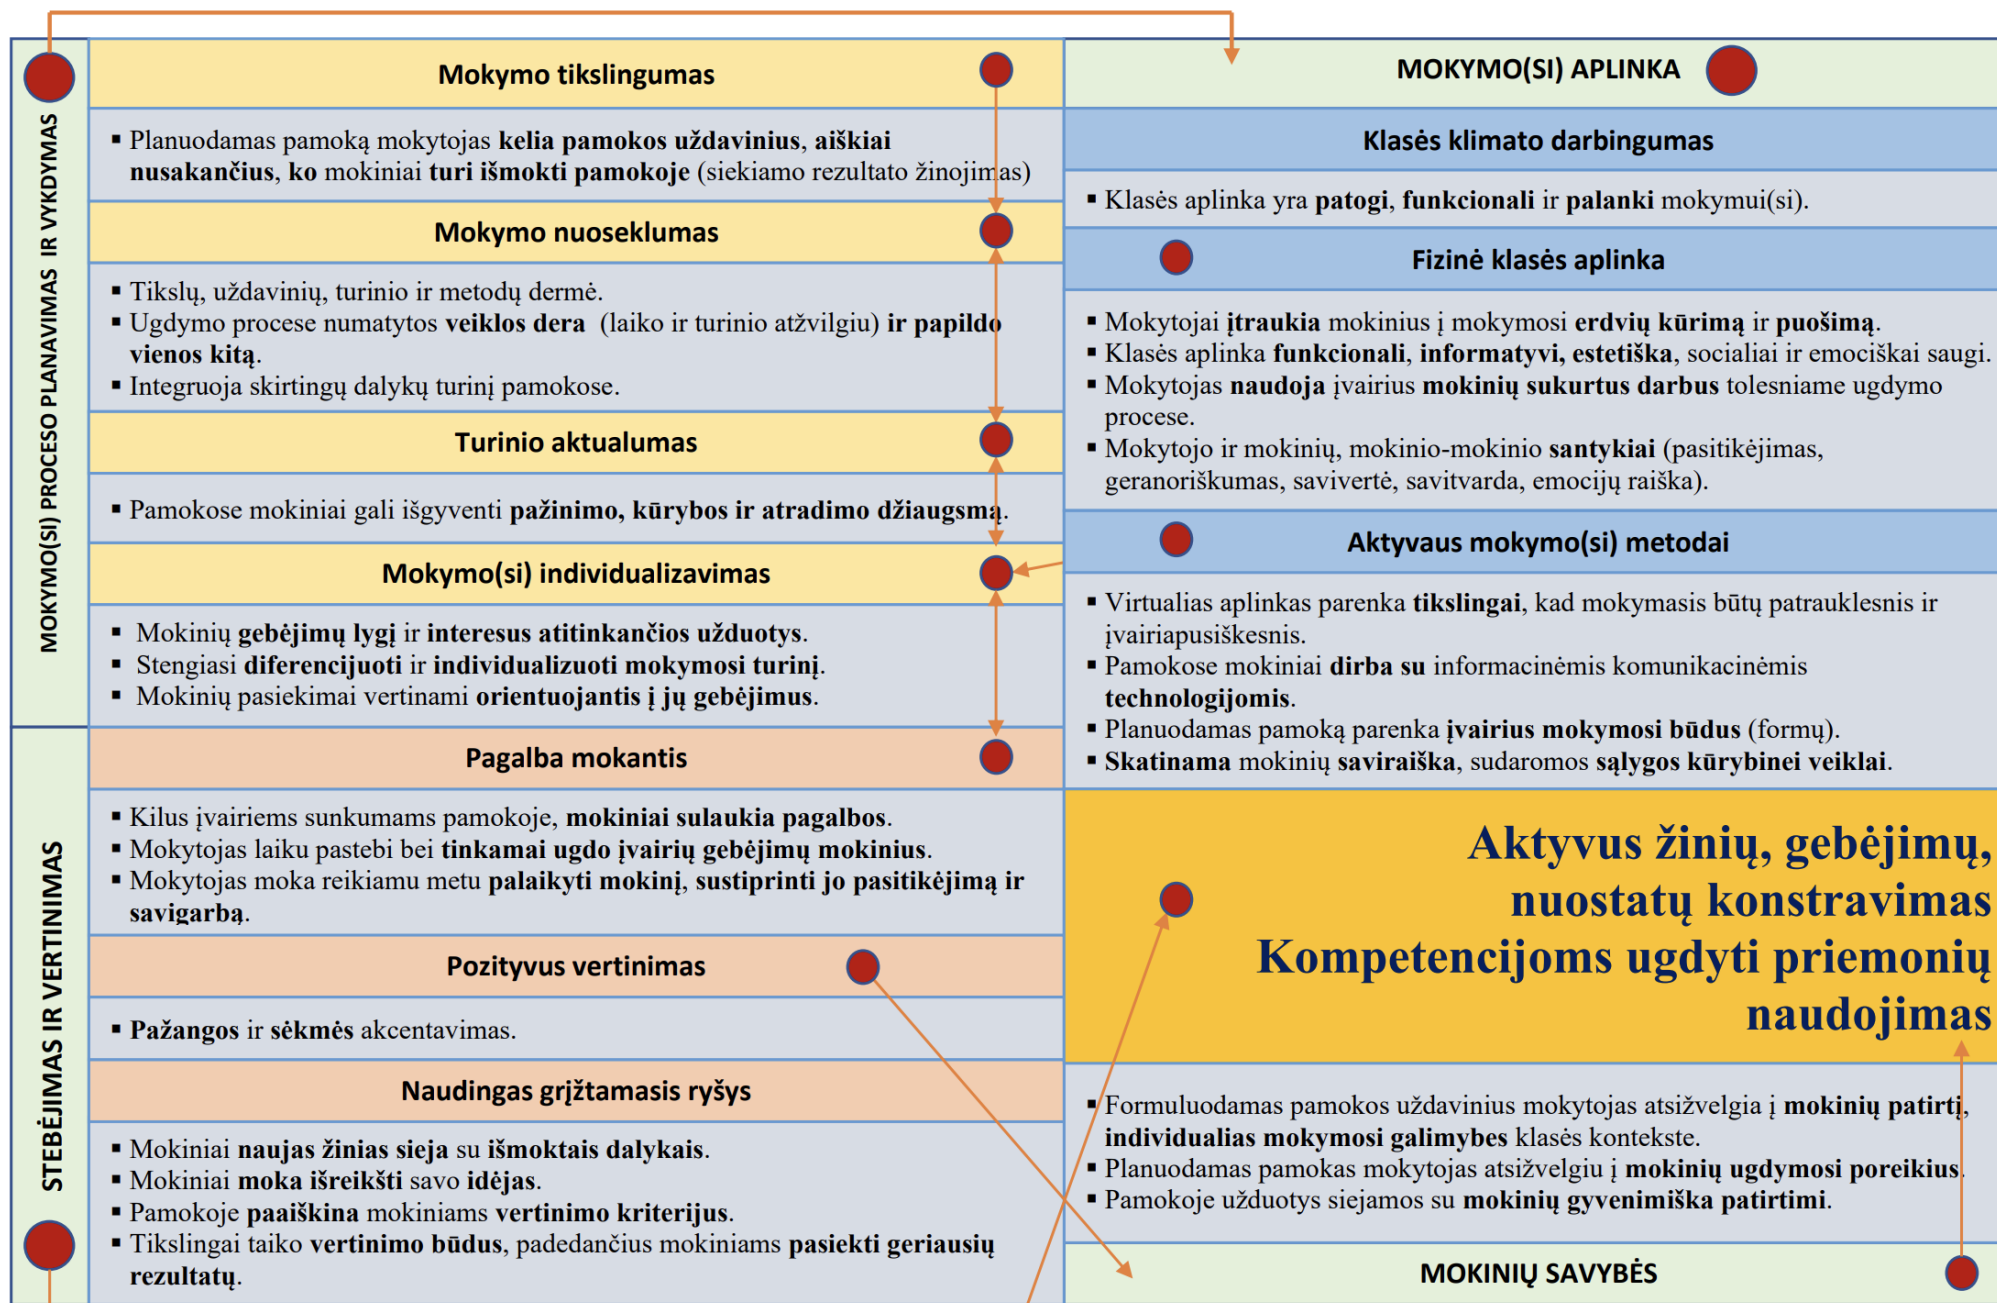 MOKYMO(SI) PROCESO PLANAVIMAS IR VYKDYMAS
Mokymo tikslingumas
▪ Planuodamas pamoką mokytojas kelia pamokos uždavinius, aiškiai
nusakančius, ko mokiniai turi išmokti pamokoje (siekiamo rezultato žinojimas)
Mokymo nuoseklumas
▪ Tikslų, uždavinių, turinio ir metodų dermė.
▪ Ugdymo procese numatytos veiklos dera (laiko ir turinio atžvilgiu) ir papildo
vienos kitą.
▪ Integruoja skirtingų dalykų turinį pamokose.
Turinio aktualumas
▪ Pamokose mokiniai gali išgyventi pažinimo, kūrybos ir atradimo džiaugsmą.
Mokymo(si) individualizavimas
▪ Mokinių gebėjimų lygį ir interesus atitinkančios užduotys.
▪ Stengiasi diferencijuoti ir individualizuoti mokymosi turinį.
▪ Mokinių pasiekimai vertinami orientuojantis į jų gebėjimus.
STEBĖJIMAS IR VERTINIMAS
Pagalba mokantis
▪ Kilus įvairiems sunkumams pamokoje, mokiniai sulaukia pagalbos.
▪ Mokytojas laiku pastebi bei tinkamai ugdo įvairių gebėjimų mokinius.
▪ Mokytojas moka reikiamu metu palaikyti mokinį, sustiprinti jo pasitikėjimą ir
savigarbą.
Pozityvus vertinimas
▪ Pažangos ir sėkmės akcentavimas.
Naudingas grįžtamasis ryšys
▪ Mokiniai naujas žinias sieja su išmoktais dalykais.
▪ Mokiniai moka išreikšti savo idėjas.
▪ Pamokoje paaiškina mokiniams vertinimo kriterijus.
▪ Tikslingai taiko vertinimo būdus, padedančius mokiniams pasiekti geriausių
rezultatų.
MOKYMO(SI) APLINKA
Klasės klimato darbingumas
▪ Klasės aplinka yra patogi, funkcionali ir palanki mokymui(si).
Fizinė klasės aplinka
▪ Mokytojai įtraukia mokinius į mokymosi erdvių kūrimą ir puošimą.
▪ Klasės aplinka funkcionali, informatyvi, estetiška, socialiai ir emociškai saugi.
▪ Mokytojas naudoja įvairius mokinių sukurtus darbus tolesniame ugdymo
procese.
▪ Mokytojo ir mokinių, mokinio-mokinio santykiai (pasitikėjimas,
geranoriškumas, savivertė, savitvarda, emocijų raiška).
Aktyvaus mokymo(si) metodai
▪ Virtualias aplinkas parenka tikslingai, kad mokymasis būtų patrauklesnis ir
įvairiapusiškesnis.
▪ Pamokose mokiniai dirba su informacinėmis komunikacinėmis
technologijomis.
▪ Planuodamas pamoką parenka įvairius mokymosi būdus (formų).
▪ Skatinama mokinių saviraiška, sudaromos sąlygos kūrybinei veiklai.
Aktyvus žinių, gebėjimų,
nuostatų konstravimas
Kompetencijoms ugdyti priemonių
naudojimas
▪ Formuluodamas pamokos uždavinius mokytojas atsižvelgia į mokinių patirtį,
individualias mokymosi galimybes klasės kontekste.
▪ Planuodamas pamokas mokytojas atsižvelgiu į mokinių ugdymosi poreikius.
▪ Pamokoje užduotys siejamos su mokinių gyvenimiška patirtimi.
MOKINIŲ SAVYBĖS